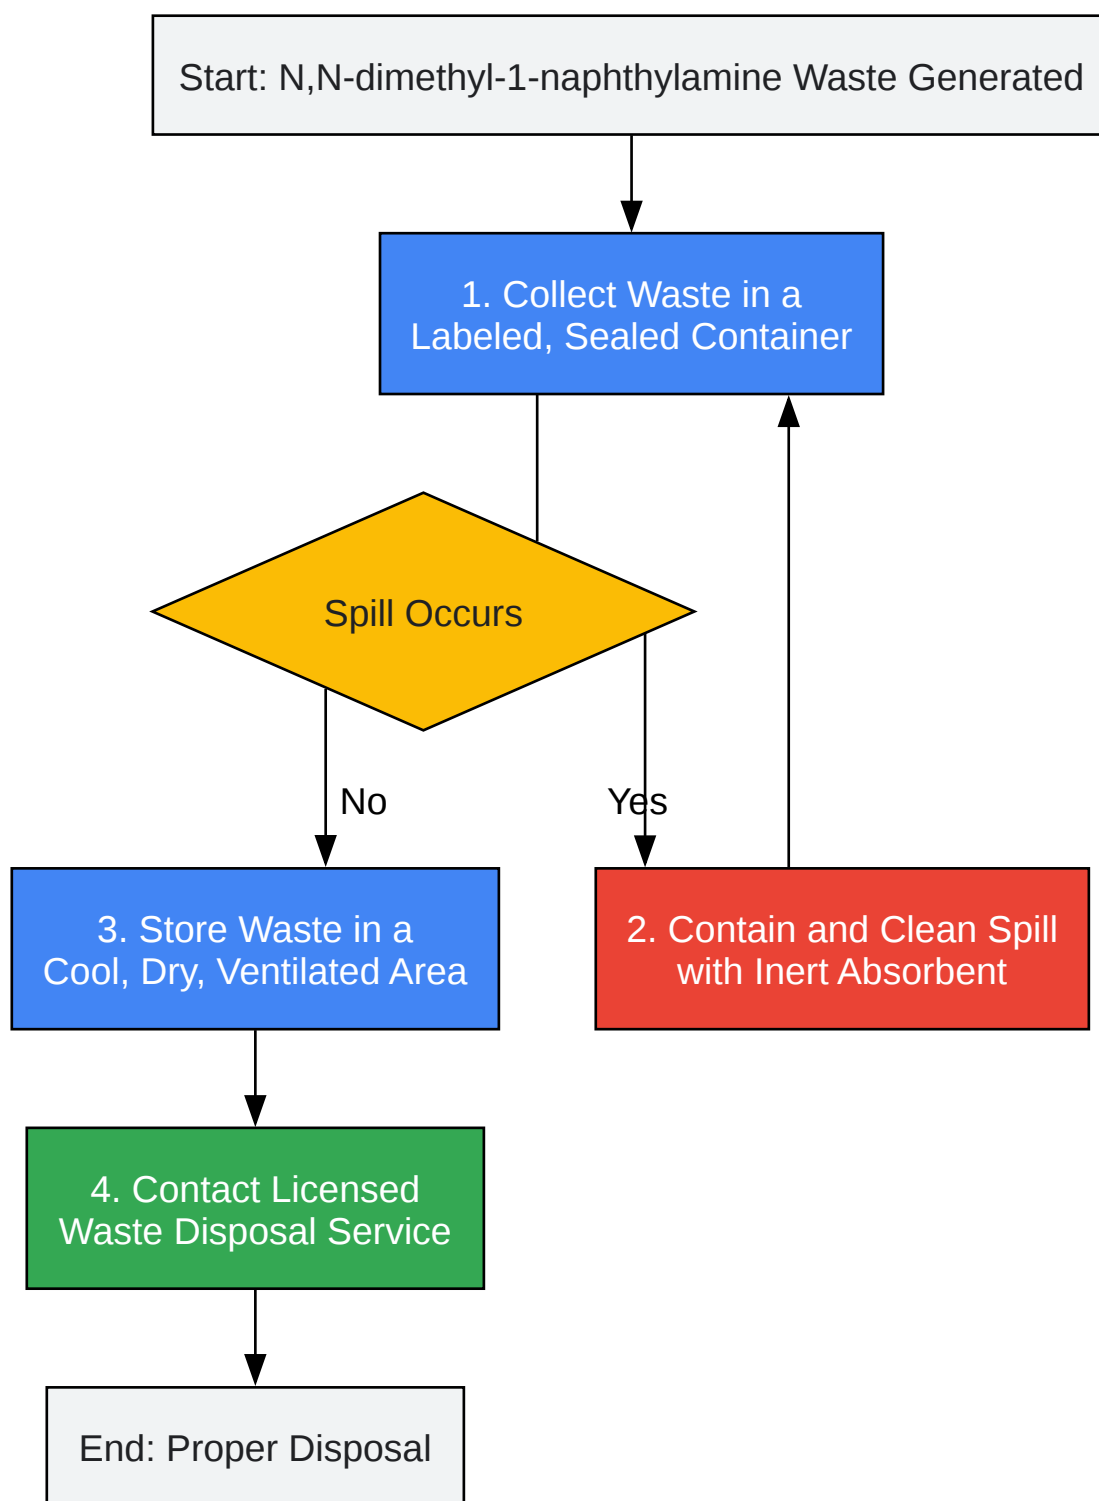 Start: N,N-dimethyl-1-naphthylamine Waste Generated
1. Collect Waste in a
Labeled, Sealed Container
Spill Occurs
No
Yes
3. Store Waste in a
Cool, Dry, Ventilated Area
2. Contain and Clean Spill
with Inert Absorbent
4. Contact Licensed
Waste Disposal Service
End: Proper Disposal